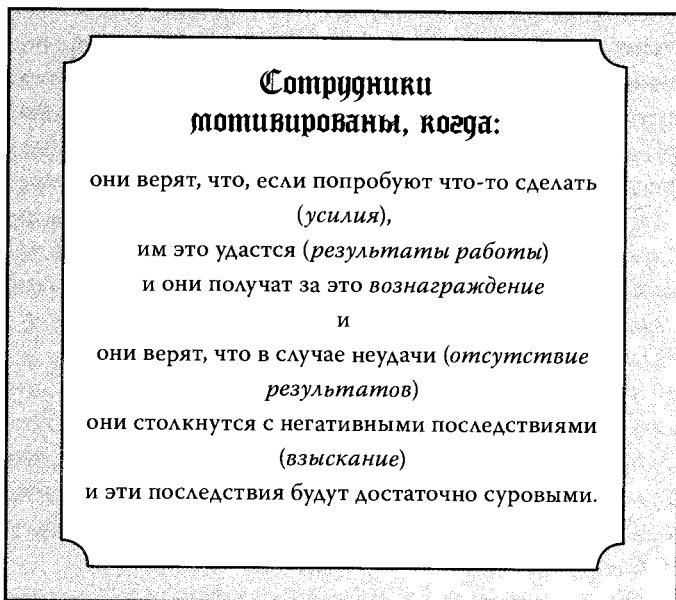 Сотрудники
мотивированы, когда:
они верят, что, если попробуют что-то сделать
(усилия),
им это удастся (результаты работы)
и они получат за это вознаграждение
и
они верят, что в случае неудачи (отсутствие
результатов)
они столкнутся с негативными последствиями
(взыскание)
и эти последствия будут достаточно суровыми.